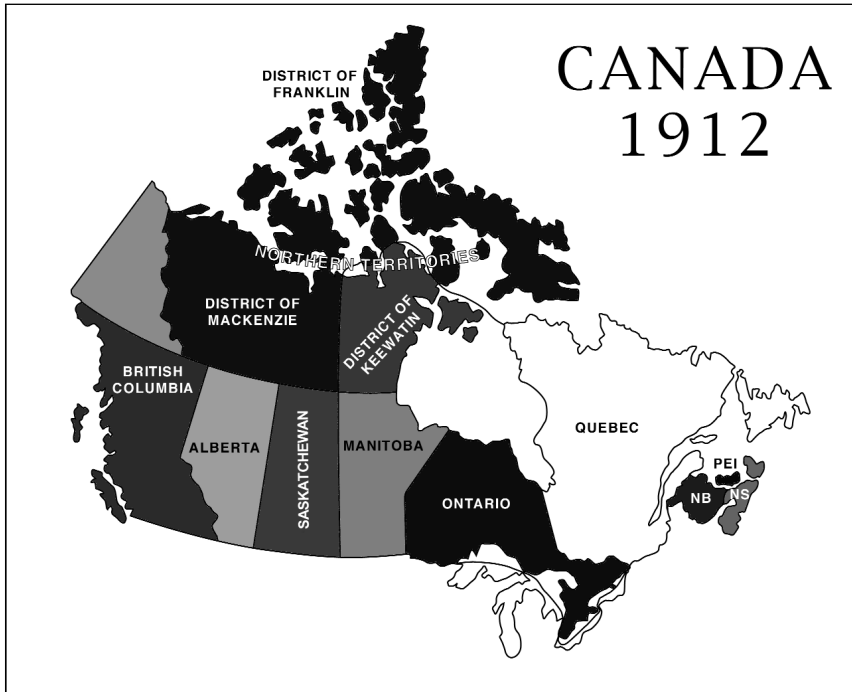 CANADA
1912
DISTRICT OF
FRANKLIN
NORTHERN TERRITORIES
DISTRICT OF
MACKENZIE
DISTRICT OF
KEEWATIN
BRITISH
COLUMBIA
ALBERTA
SASKATCHEWAN
MANITOBA
ONTARIO
QUEBEC
PEI
NB
NS